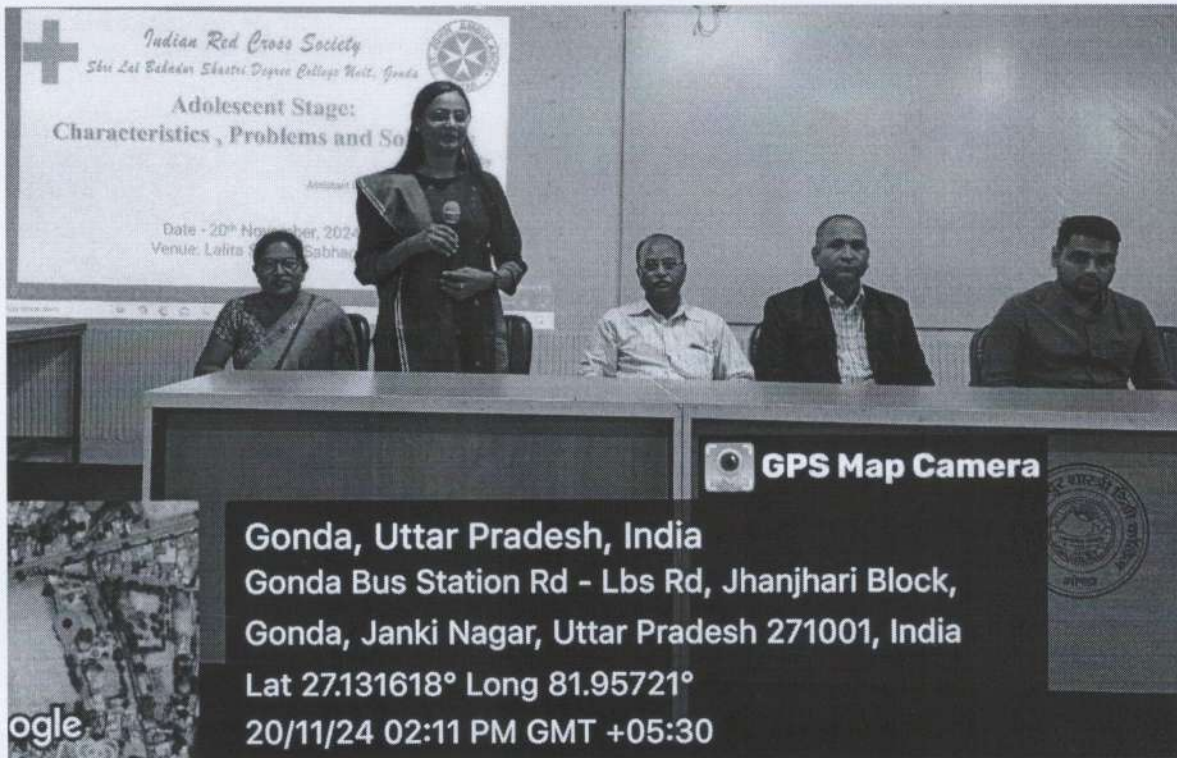 Indian Red Cross Society
Shri Lal Bahadur Shastri Degree College Unit, Gonda
Adolescent Stage:
Characteristics , Problems and So
Assistant
Date - 20th November, 2024
Venue: Lalita Sabha
GPS Map Camera
Gonda, Uttar Pradesh, India
Gonda Bus Station Rd - Lbs Rd, Jhanjhari Block,
Gonda, Janki Nagar, Uttar Pradesh 271001, India
Lat 27.131618° Long 81.95721°
20/11/24 02:11 PM GMT +05:30
ogle